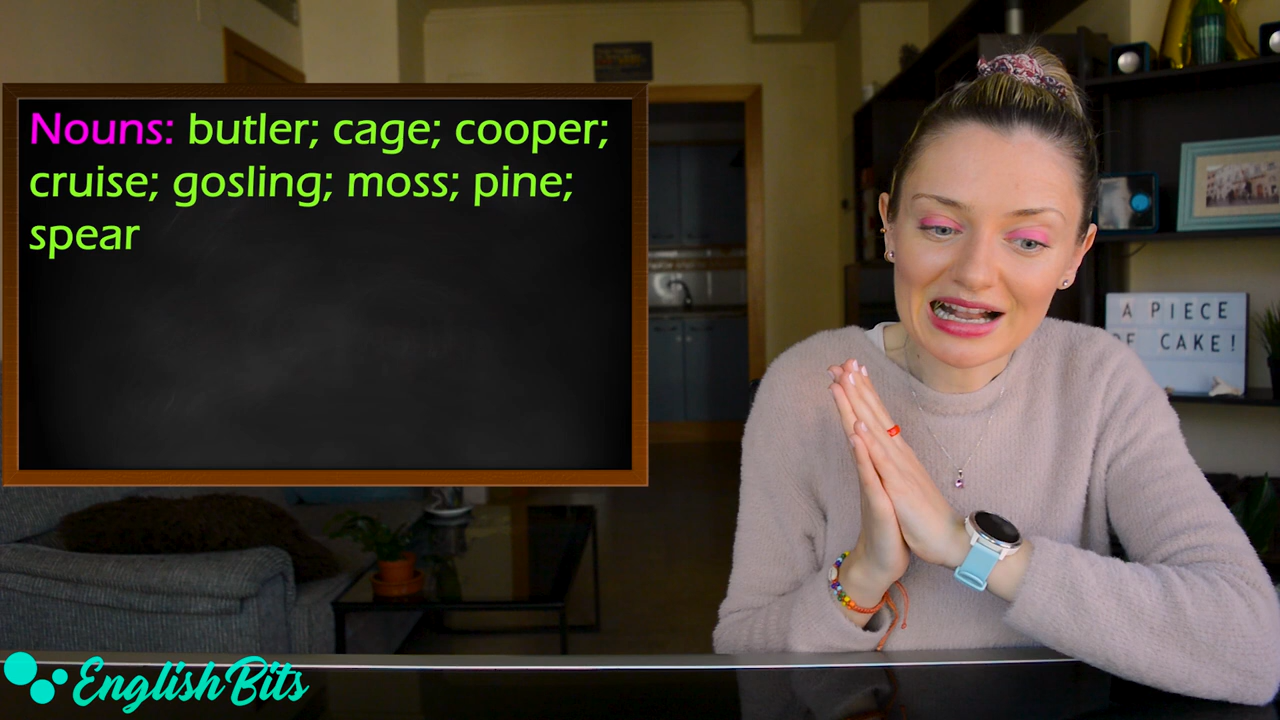 Nouns: butler; cage; cooper;
cruise; gosling; moss; pine;
spear
A PIECE
OF CAKE!
EnglishBits